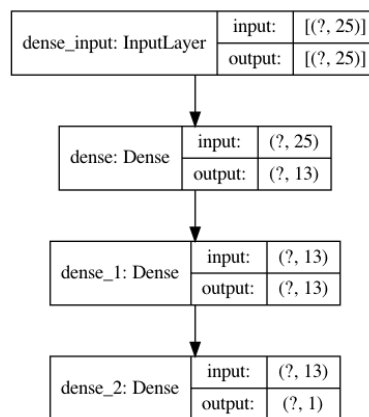 dense_input: InputLayer
input: [(?, 25)]
output: [(?, 25)]
dense: Dense
input: (?, 25)
output: (?, 13)
dense_1: Dense
input: (?, 13)
output: (?, 13)
dense_2: Dense
input: (?, 13)
output: (?, 1)